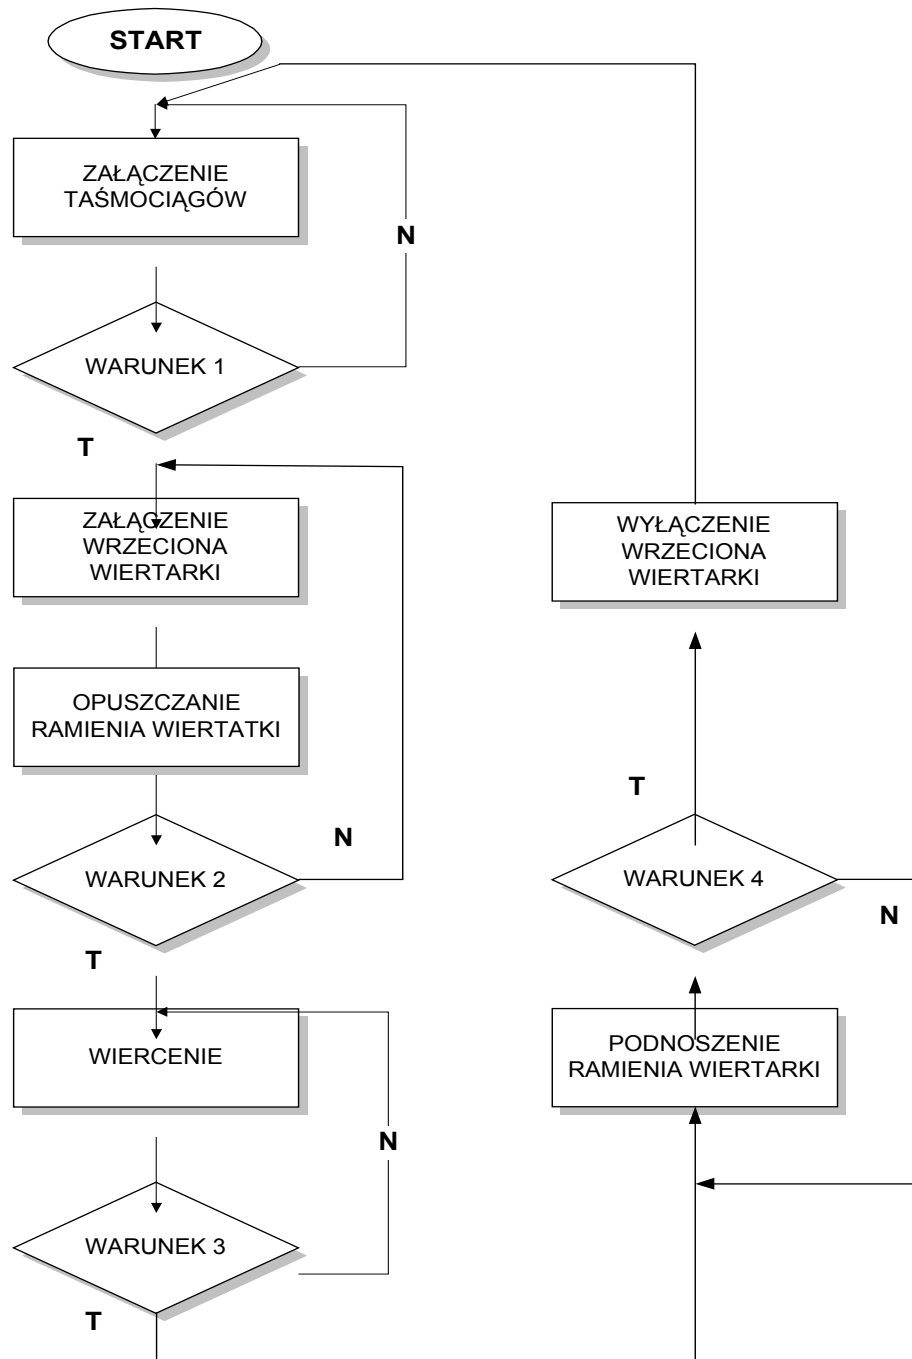 START
ZAŁĄCZENIE
TAŚMOCIĄGÓW
N
WARUNEK 1
T
ZAŁĄCZENIE
WRZECIONA
WIERTARKI
OPUSZCZANIE
RAMIENIA WIERTATKI
N
WARUNEK 2
T
WIERCENIE
N
WARUNEK 3
T
PODNOSZENIE
RAMIENIA WIERTARKI
WARUNEK 4
N
T
WYŁĄCZENIE
WRZECIONA
WIERTARKI